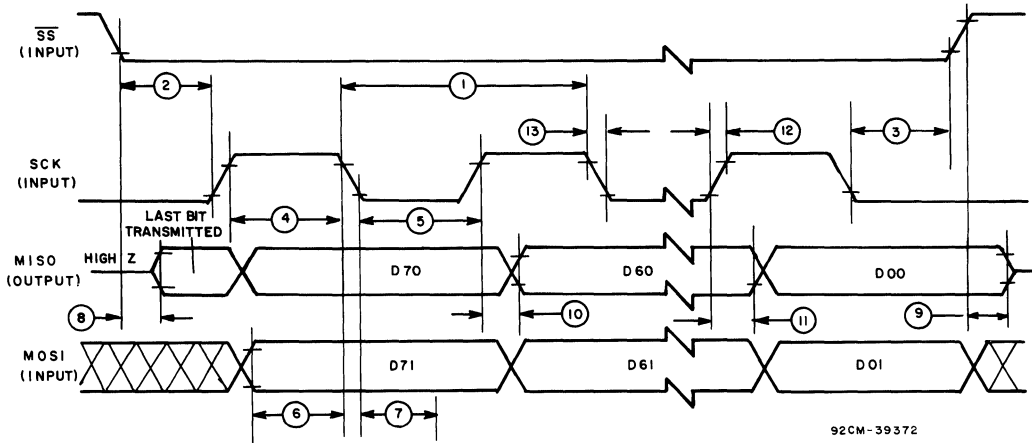 SS
(INPUT)
2
1
13
12
3
SCK
(INPUT)
4
5
LAST BIT
TRANSMITTED
MISO
(OUTPUT)
HIGH Z
D70
D60
D00
8
10
11
9
MOSI
(INPUT)
D71
D61
D01
6
7
92CM-39372